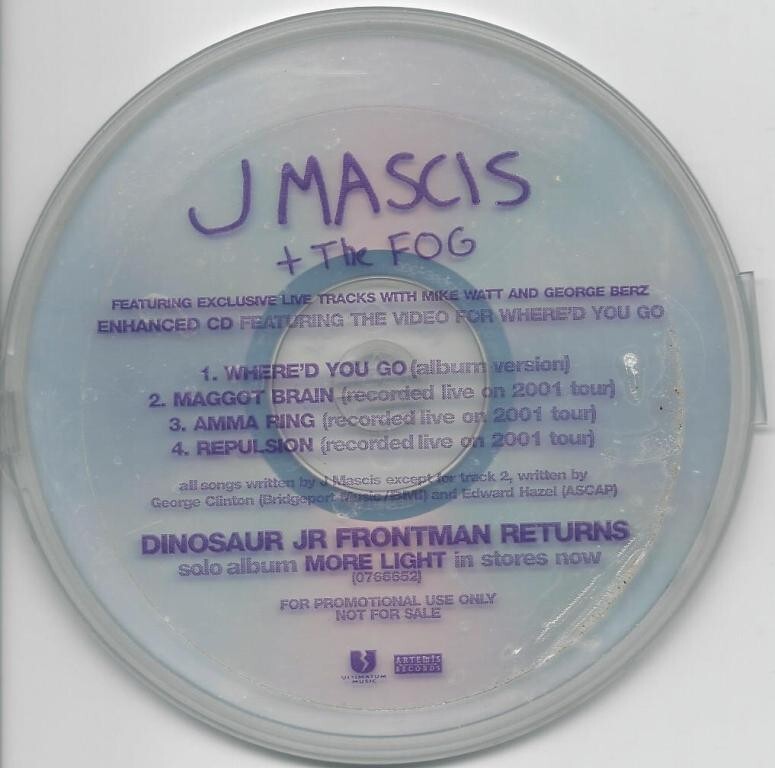 J MASCIS
+ The FOG
FEATURING EXCLUSIVE LIVE TRACKS WITH MIKE WATT AND GEORGE BERZ
ENHANCED CD FEATURING THE VIDEO FOR WHERE'D YOU GO
1. WHERE'D YOU GO (album version)
2. MAGGOT BRAIN (recorded live on 2001 tour)
3. AMMA RING (recorded live on 2001 tour)
4. REPULSION (recorded live on 2001 tour)
all songs written by J Mascis except for track 2, written by
George Clinton (Bridgeport Music/BMI) and Edward Hazel (ASCAP)
DINOSAUR JR FRONTMAN RETURNS
solo album MORE LIGHT in stores now
(0766652)
FOR PROMOTIONAL USE ONLY
NOT FOR SALE
ULTIMATUM
MUSIC
ARTEMIS
RECORDS